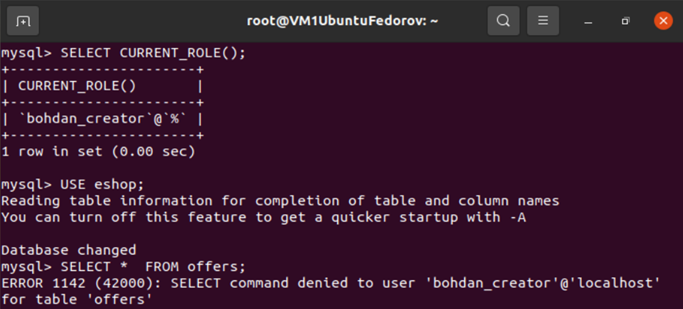 root@VM1UbuntuFedorov: ~
mysql> SELECT CURRENT_ROLE();
+---------------------+
| CURRENT_ROLE()      |
+---------------------+
| `bohdan_creator`@`%` |
+---------------------+
1 row in set (0.00 sec)

mysql> USE eshop;
Reading table information for completion of table and column names
You can turn off this feature to get a quicker startup with -A

Database changed
mysql> SELECT *  FROM offers;
ERROR 1142 (42000): SELECT command denied to user 'bohdan_creator'@'localhost'
for table 'offers'